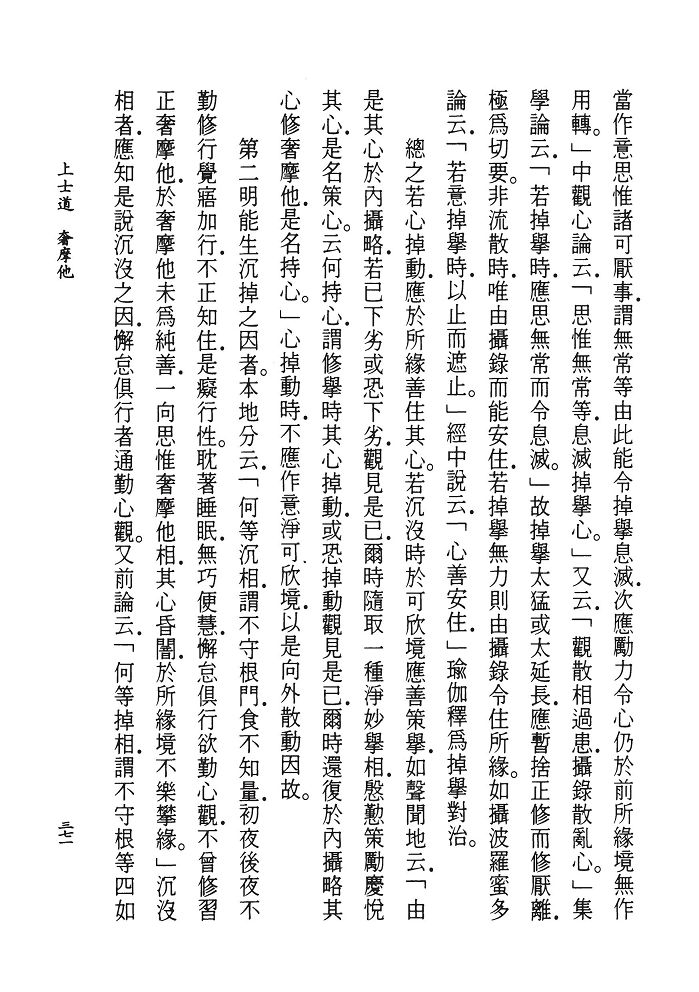 當作意思惟諸可厭事．謂無常等由此能令掉擧息滅．次應勵力令心仍於前所緣境無作
用轉。」中觀心論云．「思惟無常等．息滅掉擧心。」又云．「觀散相過患．攝錄散亂心。」集
學論云．「若掉擧時．應思無常而令息滅。」故掉擧太猛或太延長．應暫捨正修而修厭離．
極爲切要。非流散時．唯由攝錄而能安住．若掉擧無力則由攝錄令住所緣。如攝波羅蜜多
論云．「若意掉擧時．以止而遮止。」經中說云．「心善安住．」瑜伽釋爲掉擧對治。
總之若心掉動．應於所緣善住其心。若沉沒時於可欣境應善策擧．如聲聞地云．「由
是其心於內攝略．若已下劣或恐下劣．觀見是已．爾時隨取一種淨妙擧相．慇懃策勵慶悅
其心．是名策心。云何持心．謂修擧時其心掉動．或恐掉動觀見是已．爾時還復於內攝略其
心修奢摩他．是名持心。」心掉動時．不應作意淨可欣境．以是向外散動因故。
第二明能生沉掉之因者。本地分云．「何等沉相．謂不守根門．食不知量．初夜後夜不
勤修行覺寤加行．不正知住．是癡行性。耽著睡眠．無巧便慧．懈怠俱行欲勤心觀．不曾修習
正奢摩他．於奢摩他未爲純善．一向思惟奢摩他相．其心昏闇．於所緣境不樂攀緣。」沉沒
相者．應知是說沉沒之因．懈怠俱行者通勤心觀。又前論云．「何等掉相．謂不守根等四如
上士道　奢摩他
三七一